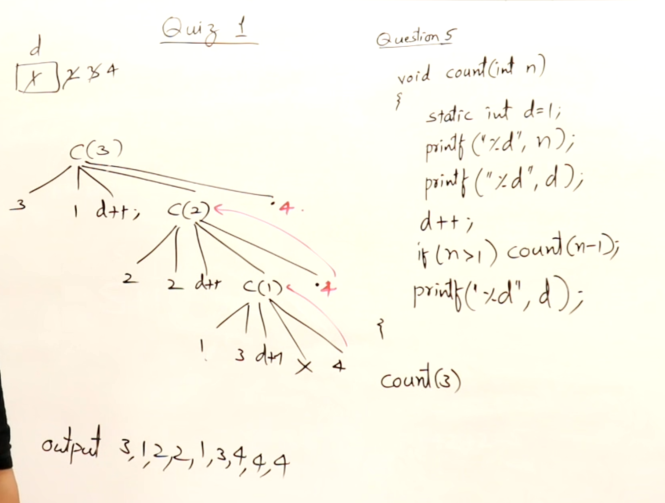 Quiz 1
d
1 2 3 4
C(3)
3 1 d++; C(2) 4
2 2 d++ C(1) 4
1 3 d++ X 4
output 3,1,2,2,1,3,4,4,4
Question 5
void count(int n)
{
static int d=1;
printf("%d", n);
printf("%d", d);
d++;
if(n>1) count(n-1);
printf("%d", d);
}
count(3)